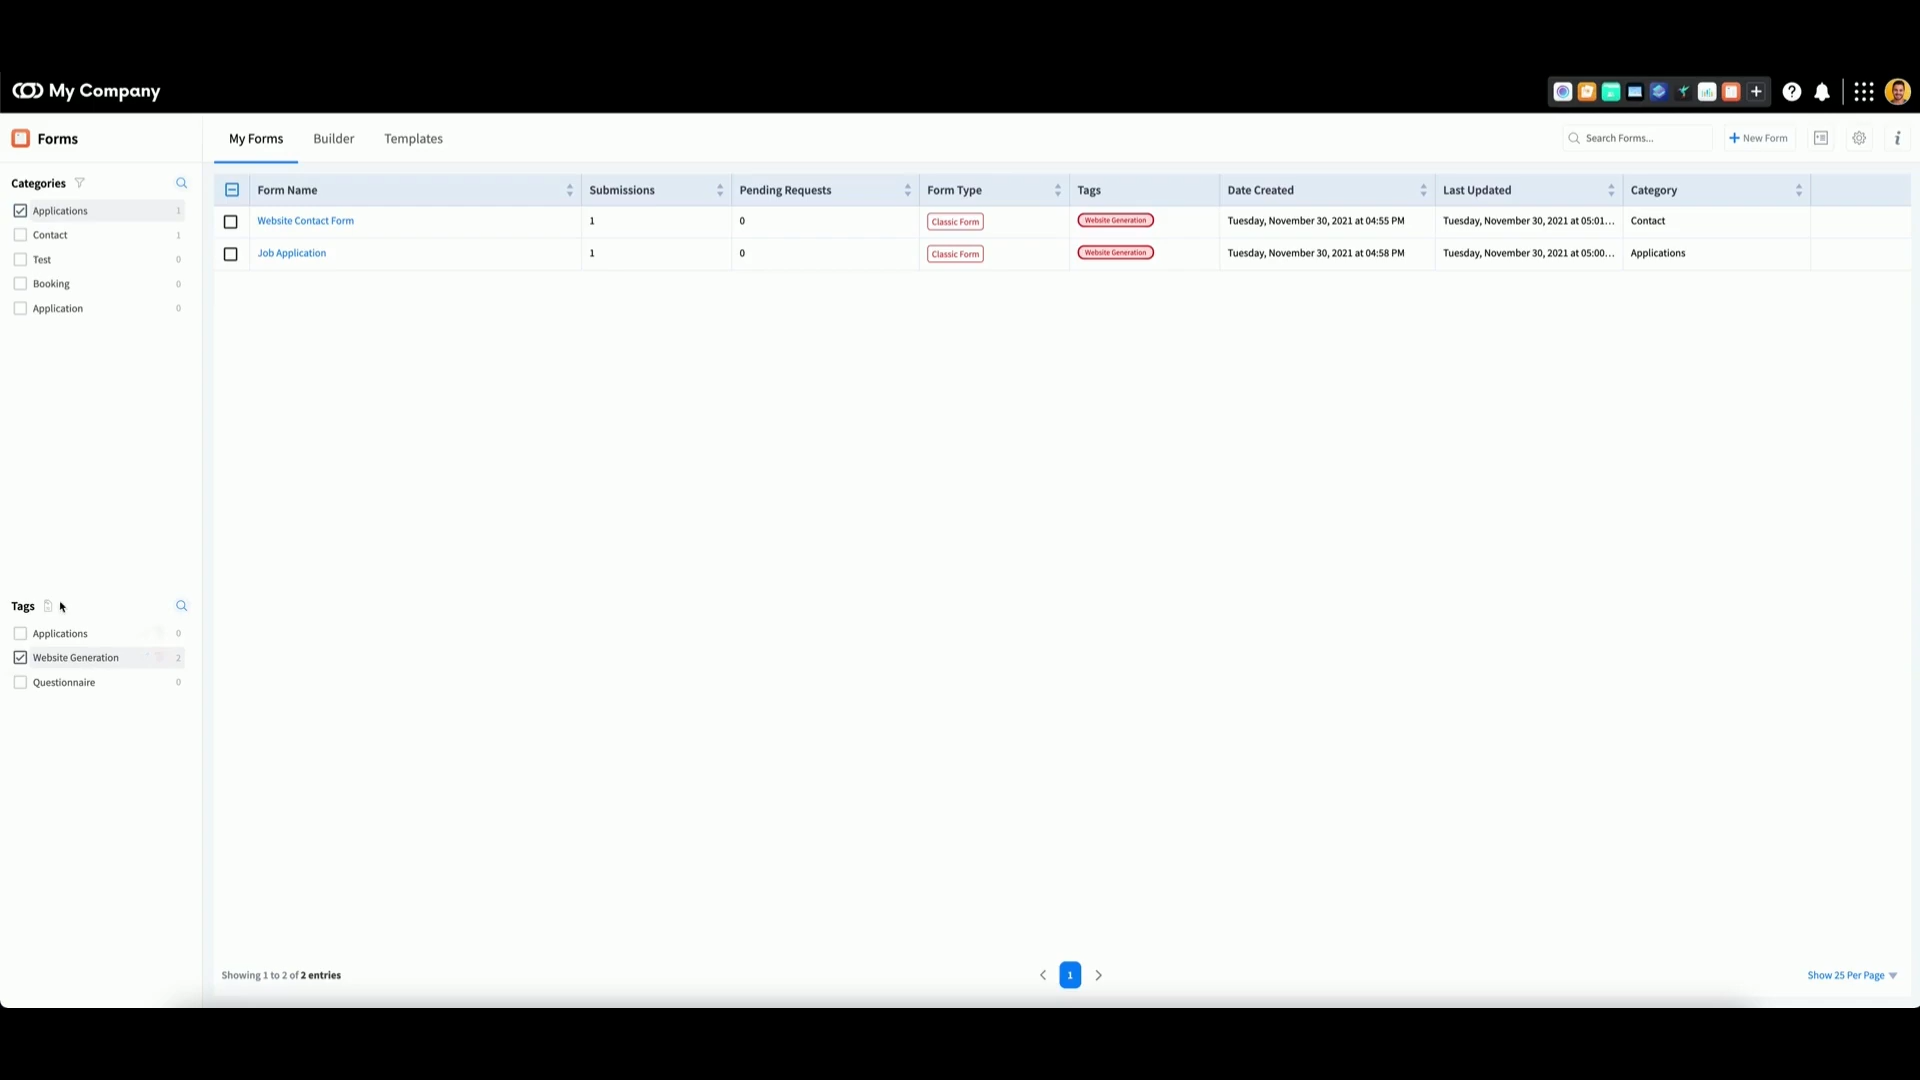 My Company
Forms
My Forms
Builder
Templates
Search Forms...
+ New Form
Categories
Applications 1
Contact 1
Test 0
Booking 0
Application 0
Form Name Submissions Pending Requests Form Type Tags Date Created Last Updated Category
Website Contact Form 1 0 Classic Form Website Generation Tuesday, November 30, 2021 at 04:55 PM Tuesday, November 30, 2021 at 05:01... Contact
Job Application 1 0 Classic Form Website Generation Tuesday, November 30, 2021 at 04:58 PM Tuesday, November 30, 2021 at 05:00... Applications
Tags
Applications 0
Website Generation 2
Questionnaire 0
Showing 1 to 2 of 2 entries
1
Show 25 Per Page